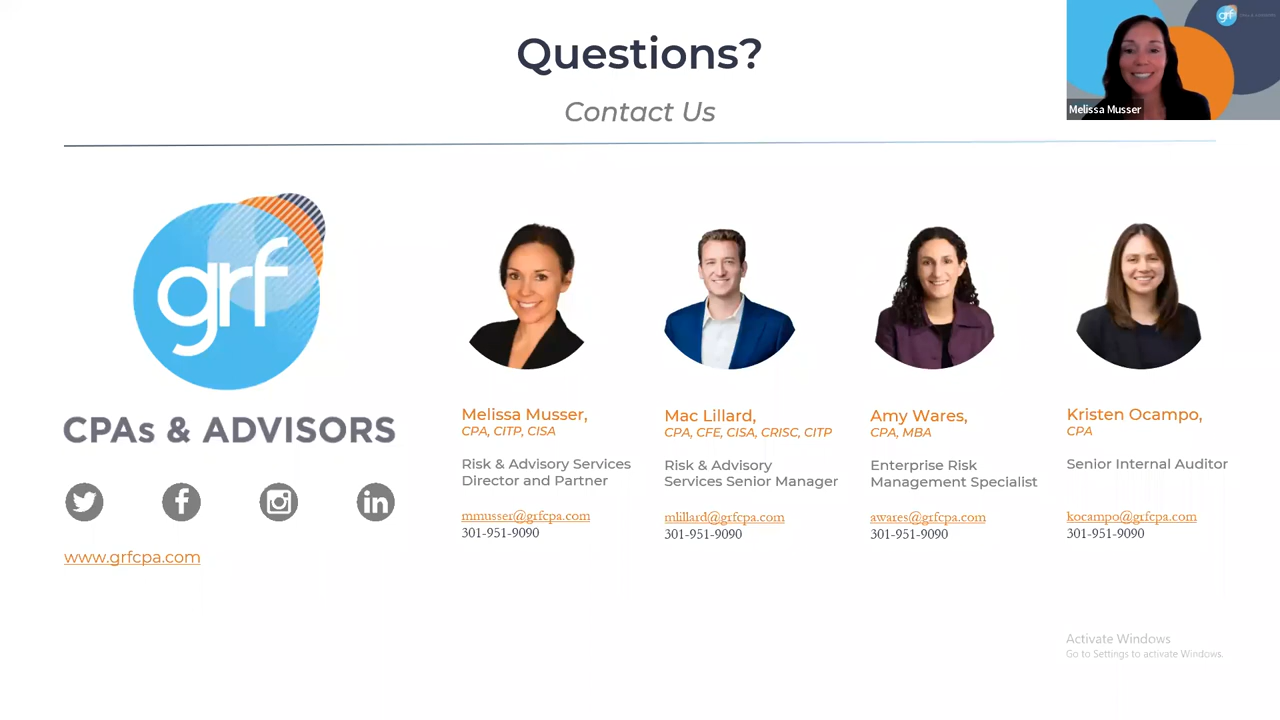 Questions?
Contact Us
grf
Melissa Musser
grf
CPAs & ADVISORS
www.grfcpa.com
Melissa Musser,
CPA, CITP, CISA
Risk & Advisory Services
Director and Partner
mmusser@grfcpa.com
301-951-9090
Mac Lillard,
CPA, CFE, CISA, CRISC, CITP
Risk & Advisory
Services Senior Manager
mlillard@grfcpa.com
301-951-9090
Amy Wares,
CPA, MBA
Enterprise Risk
Management Specialist
awares@grfcpa.com
301-951-9090
Kristen Ocampo,
CPA
Senior Internal Auditor
kocampo@grfcpa.com
301-951-9090
Activate Windows
Go to Settings to activate Windows.